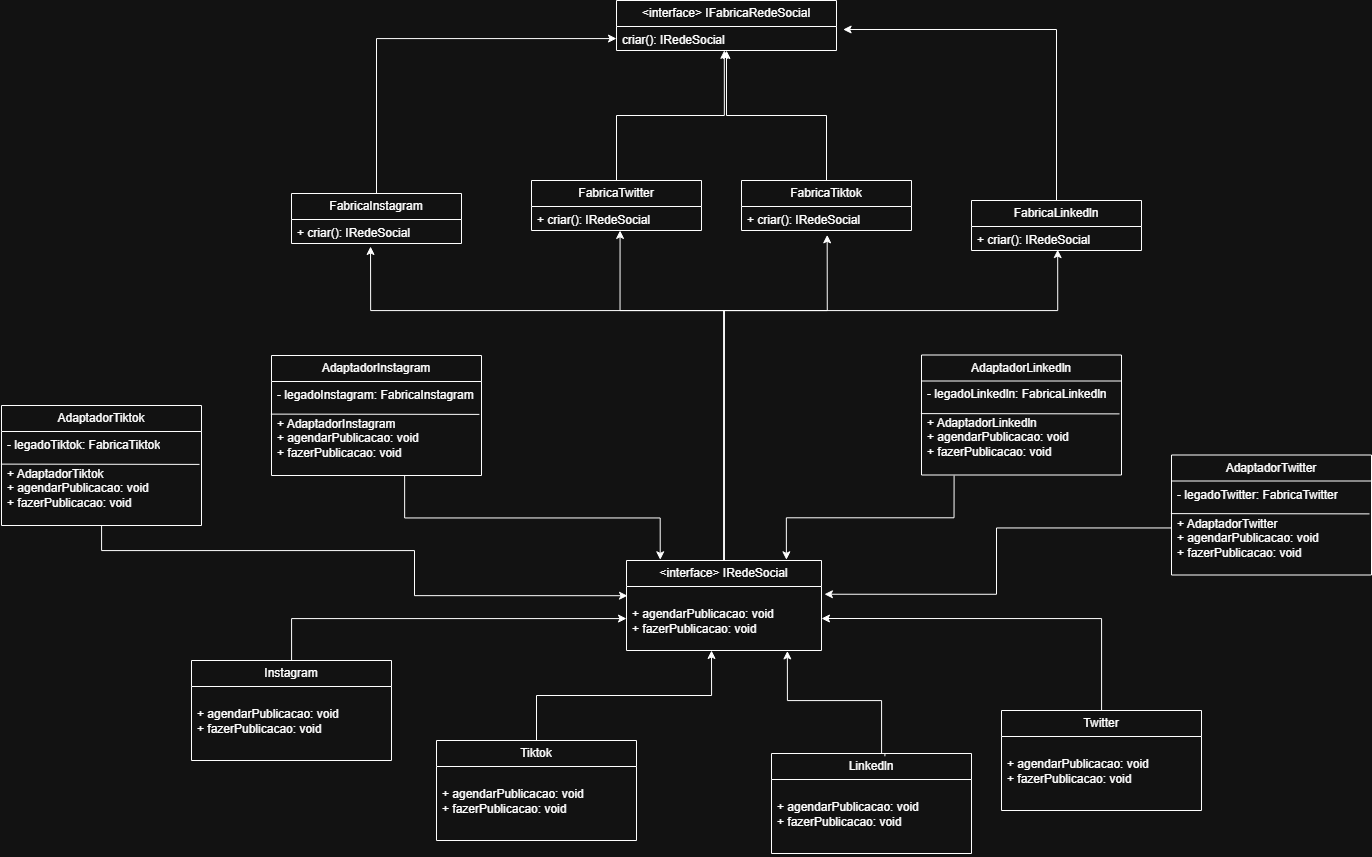 <interface> IFabricaRedeSocial
criar(): IRedeSocial
FabricaInstagram
+ criar(): IRedeSocial
FabricaTwitter
+ criar(): IRedeSocial
FabricaTiktok
+ criar(): IRedeSocial
FabricaLinkedIn
+ criar(): IRedeSocial
AdaptadorTiktok
- legadoTiktok: FabricaTiktok
+ AdaptadorTiktok
+ agendarPublicacao: void
+ fazerPublicacao: void
AdaptadorInstagram
- legadoInstagram: FabricaInstagram
+ AdaptadorInstagram
+ agendarPublicacao: void
+ fazerPublicacao: void
AdaptadorLinkedIn
- legadoLinkedIn: FabricaLinkedIn
+ AdaptadorLinkedIn
+ agendarPublicacao: void
+ fazerPublicacao: void
AdaptadorTwitter
- legadoTwitter: FabricaTwitter
+ AdaptadorTwitter
+ agendarPublicacao: void
+ fazerPublicacao: void
<interface> IRedeSocial
+ agendarPublicacao: void
+ fazerPublicacao: void
Instagram
+ agendarPublicacao: void
+ fazerPublicacao: void
Tiktok
+ agendarPublicacao: void
+ fazerPublicacao: void
LinkedIn
+ agendarPublicacao: void
+ fazerPublicacao: void
Twitter
+ agendarPublicacao: void
+ fazerPublicacao: void